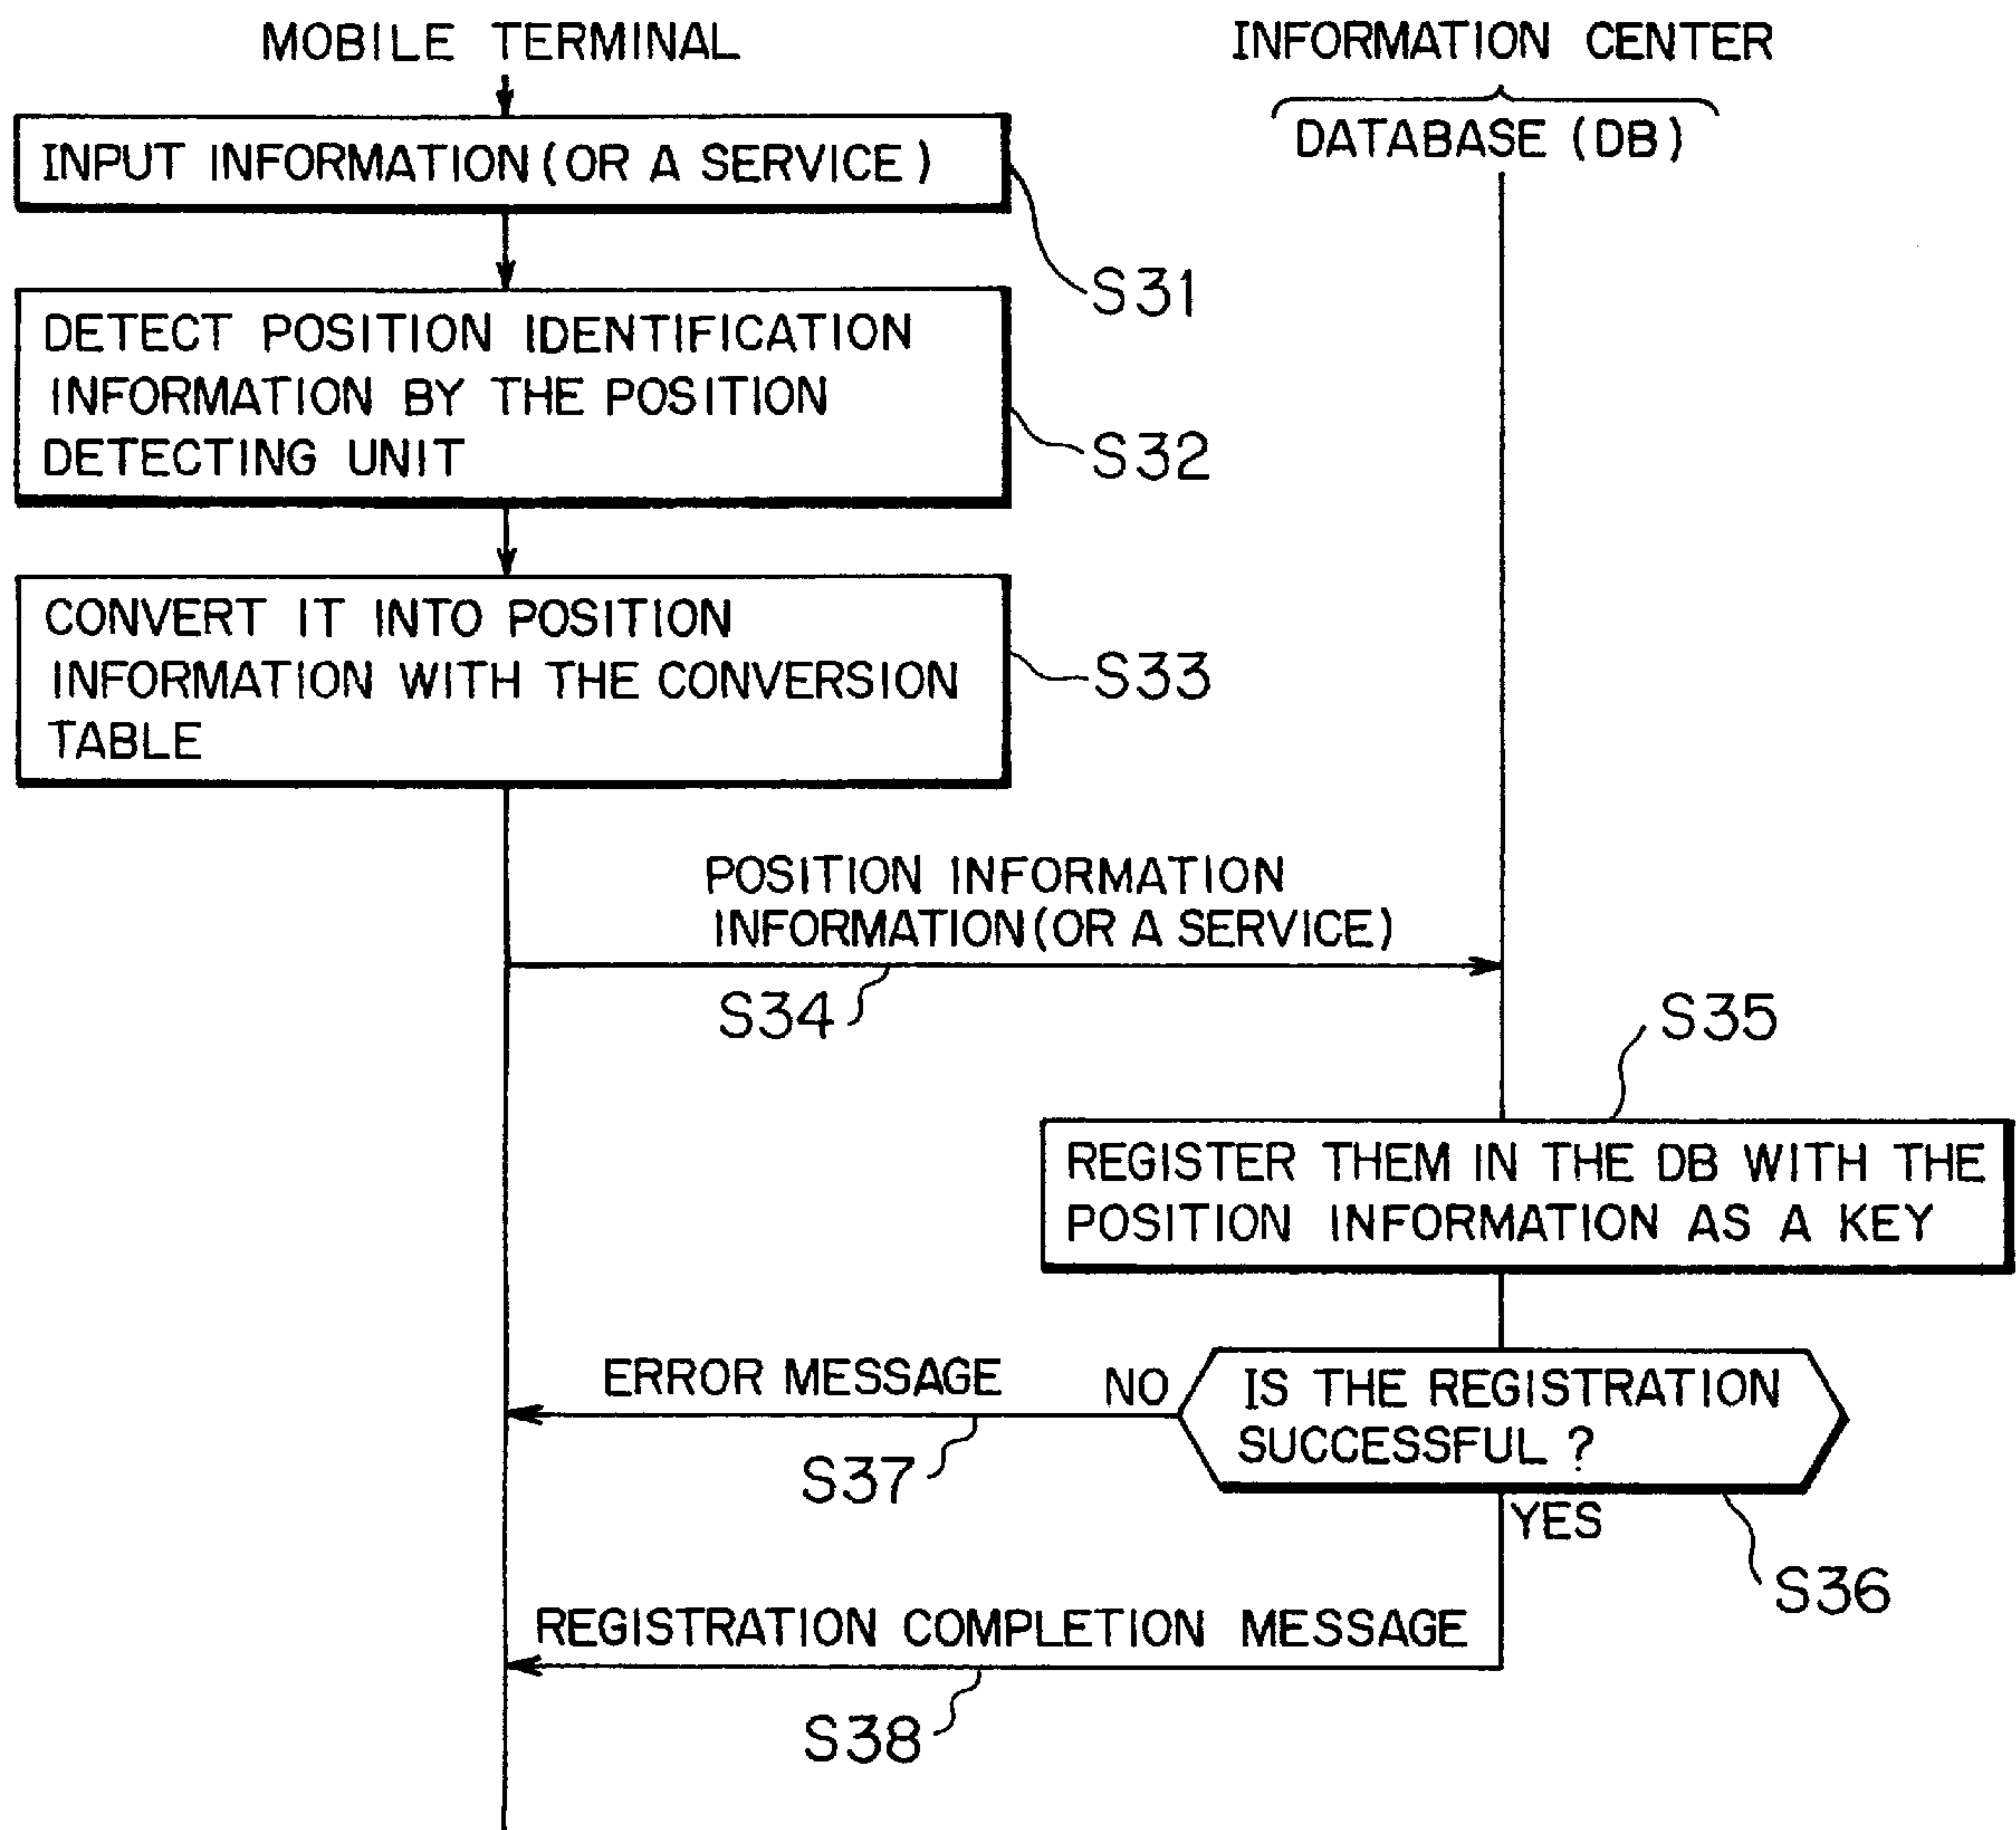 MOBILE TERMINAL
INFORMATION CENTER
DATABASE (DB)
INPUT INFORMATION (OR A SERVICE)
S31
DETECT POSITION IDENTIFICATION
INFORMATION BY THE POSITION
DETECTING UNIT
S32
CONVERT IT INTO POSITION
INFORMATION WITH THE CONVERSION
TABLE
S33
POSITION INFORMATION
INFORMATION (OR A SERVICE)
S34
S35
REGISTER THEM IN THE DB WITH THE
POSITION INFORMATION AS A KEY
ERROR MESSAGE
NO
IS THE REGISTRATION
SUCCESSFUL ?
S37
YES
S36
REGISTRATION COMPLETION MESSAGE
S38